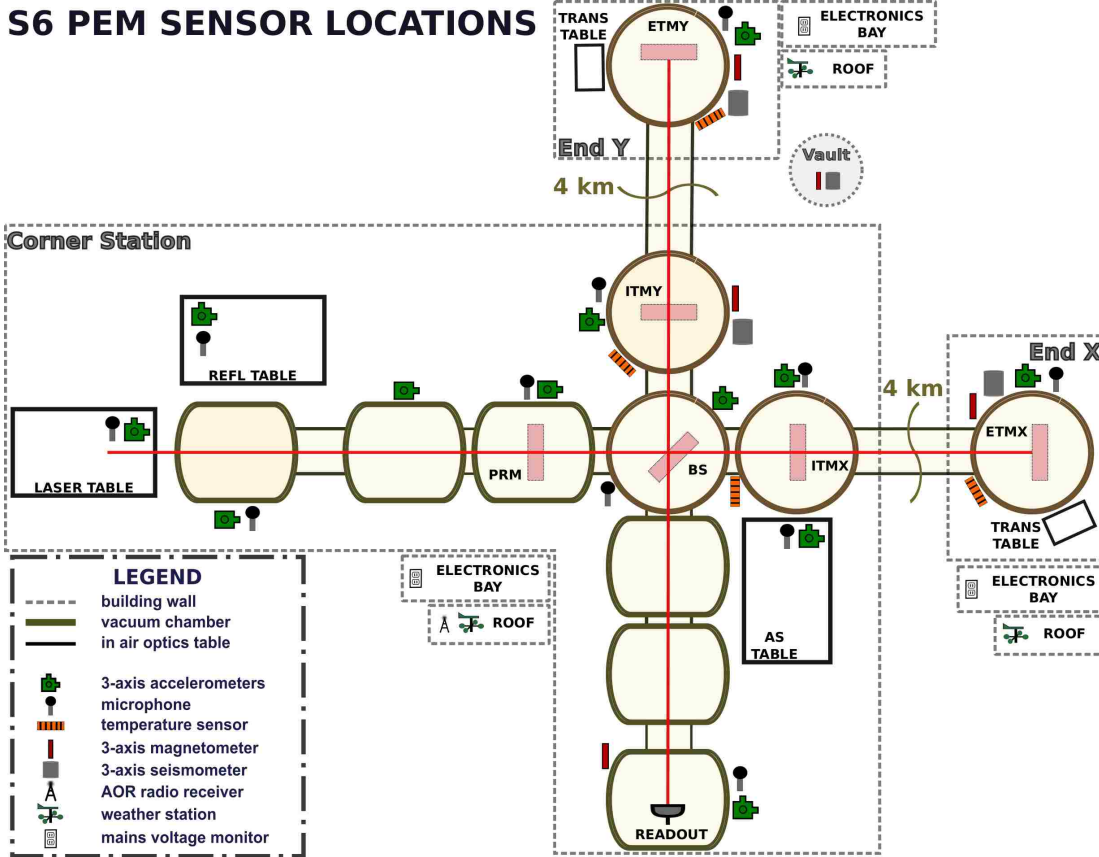 S6 PEM SENSOR LOCATIONS
TRANS
TABLE
ETMY
ELECTRONICS
BAY
ROOF
End Y
Vault
4 km
Corner Station
ITMY
REFL TABLE
4 km
End X
LASER TABLE
PRM
BS
ITMX
ETMX
TRANS
TABLE
AS
TABLE
ELECTRONICS
BAY
ROOF
ELECTRONICS
BAY
ROOF
READOUT
LEGEND
building wall
vacuum chamber
in air optics table
3-axis accelerometers
microphone
temperature sensor
3-axis magnetometer
3-axis seismometer
AOR radio receiver
weather station
mains voltage monitor